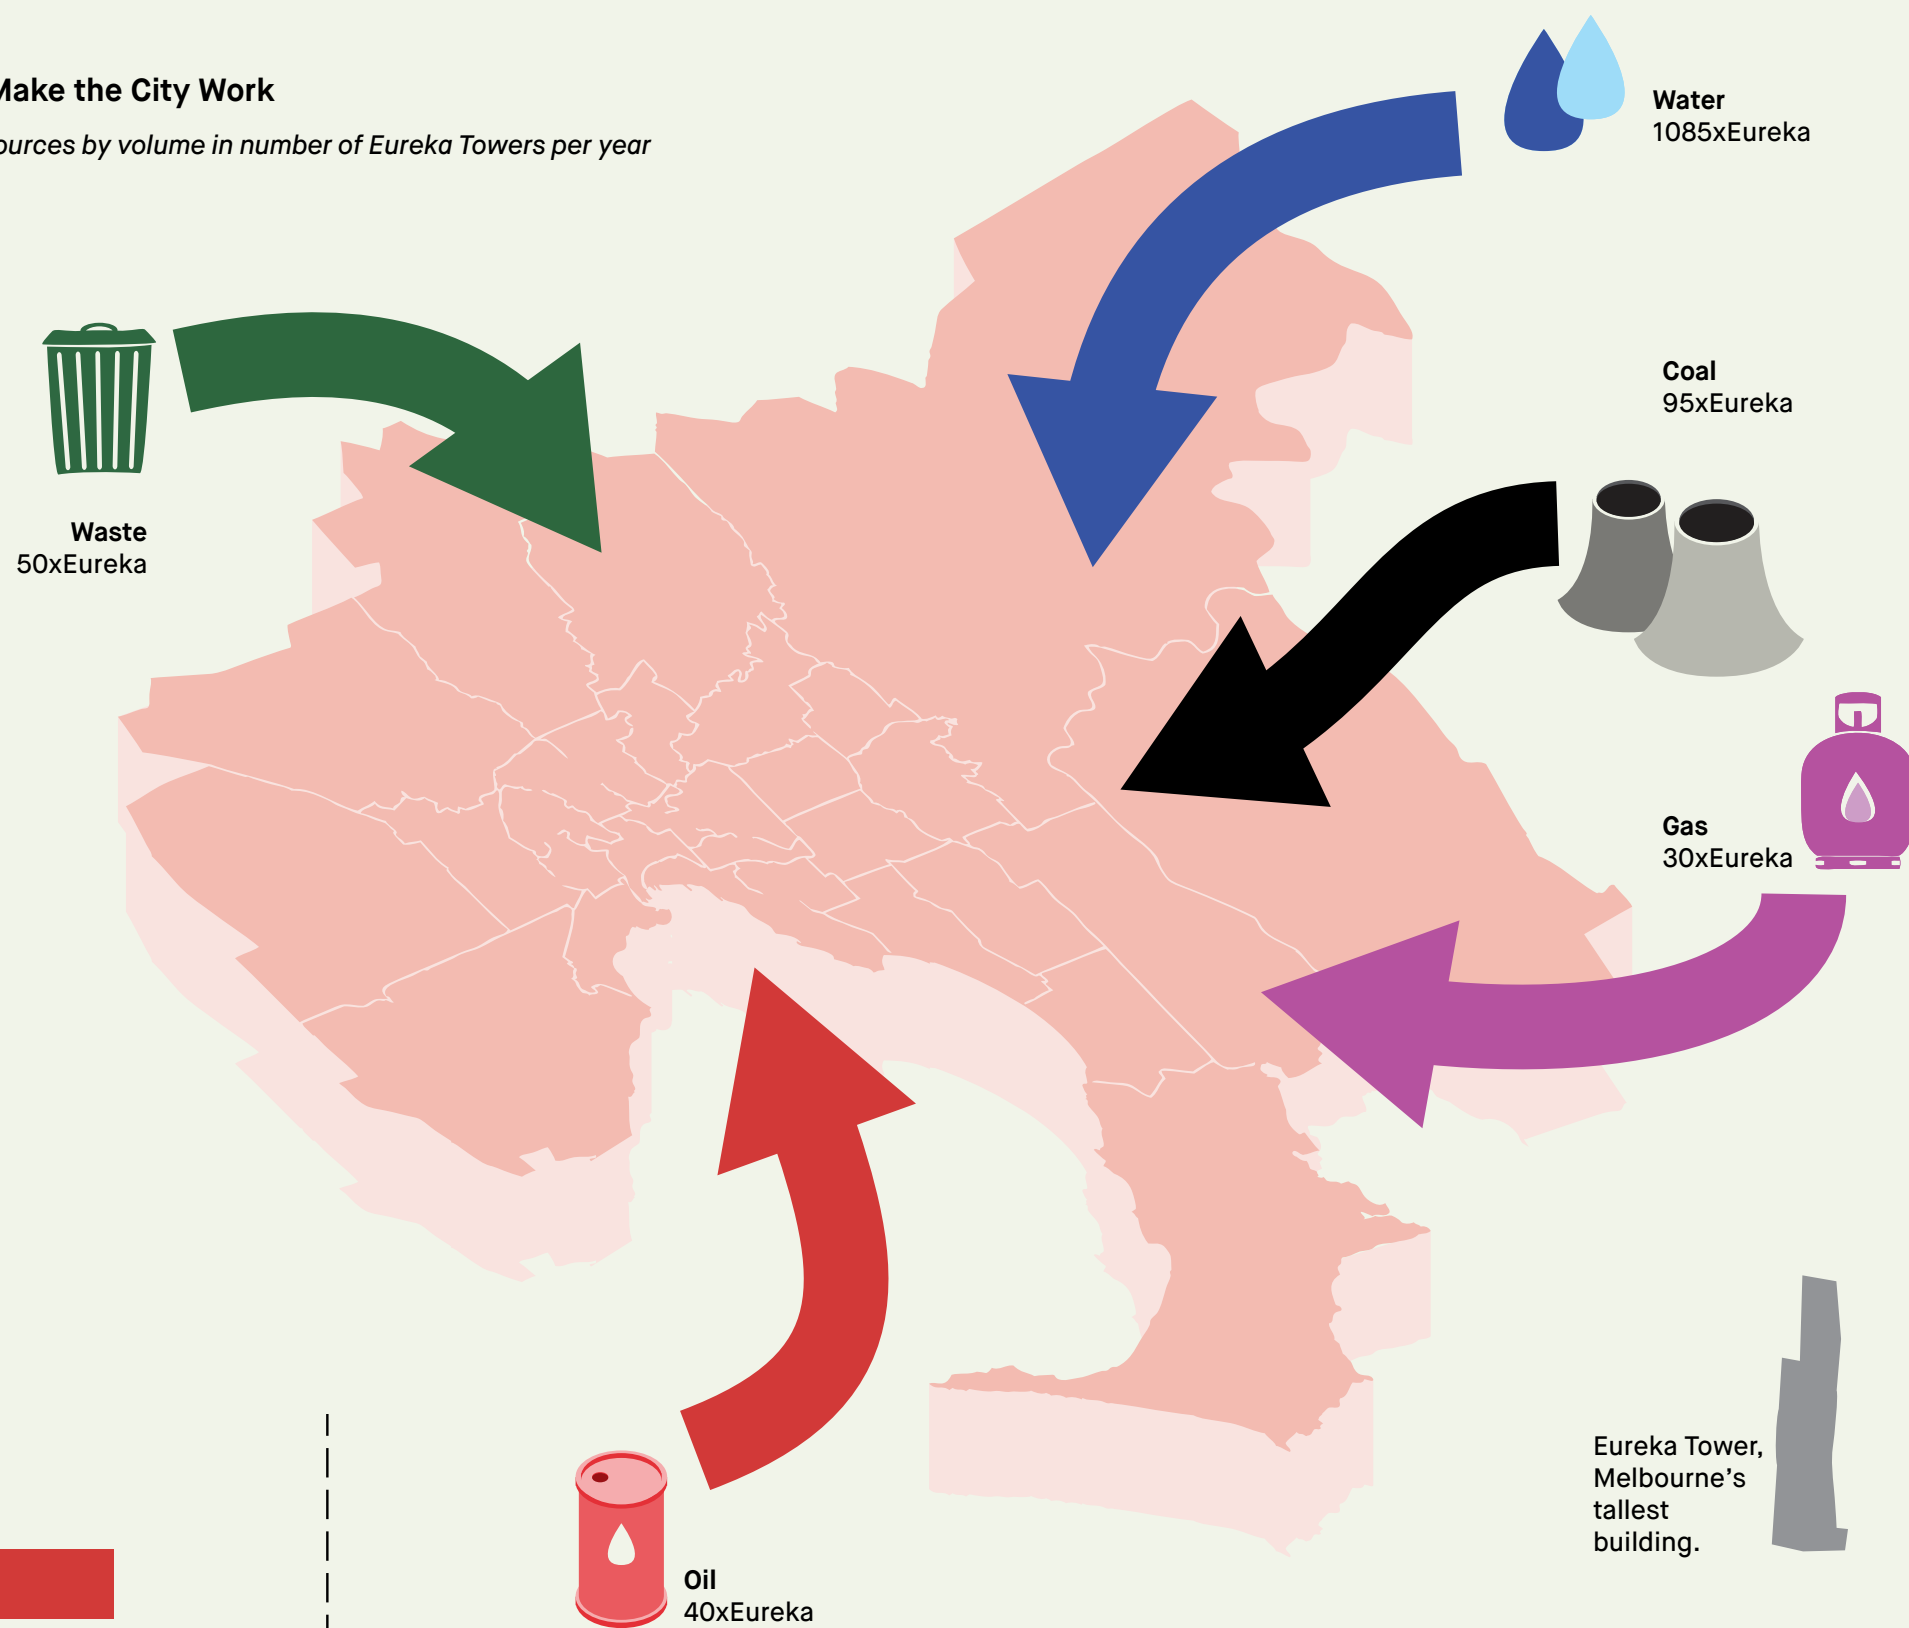 Make the City Work
ources by volume in number of Eureka Towers per year
Water
1085xEureka
Coal
95xEureka
Waste
50xEureka
Gas
30xEureka
Eureka Tower,
Melbourne’s
tallest
building.
Oil
40xEureka